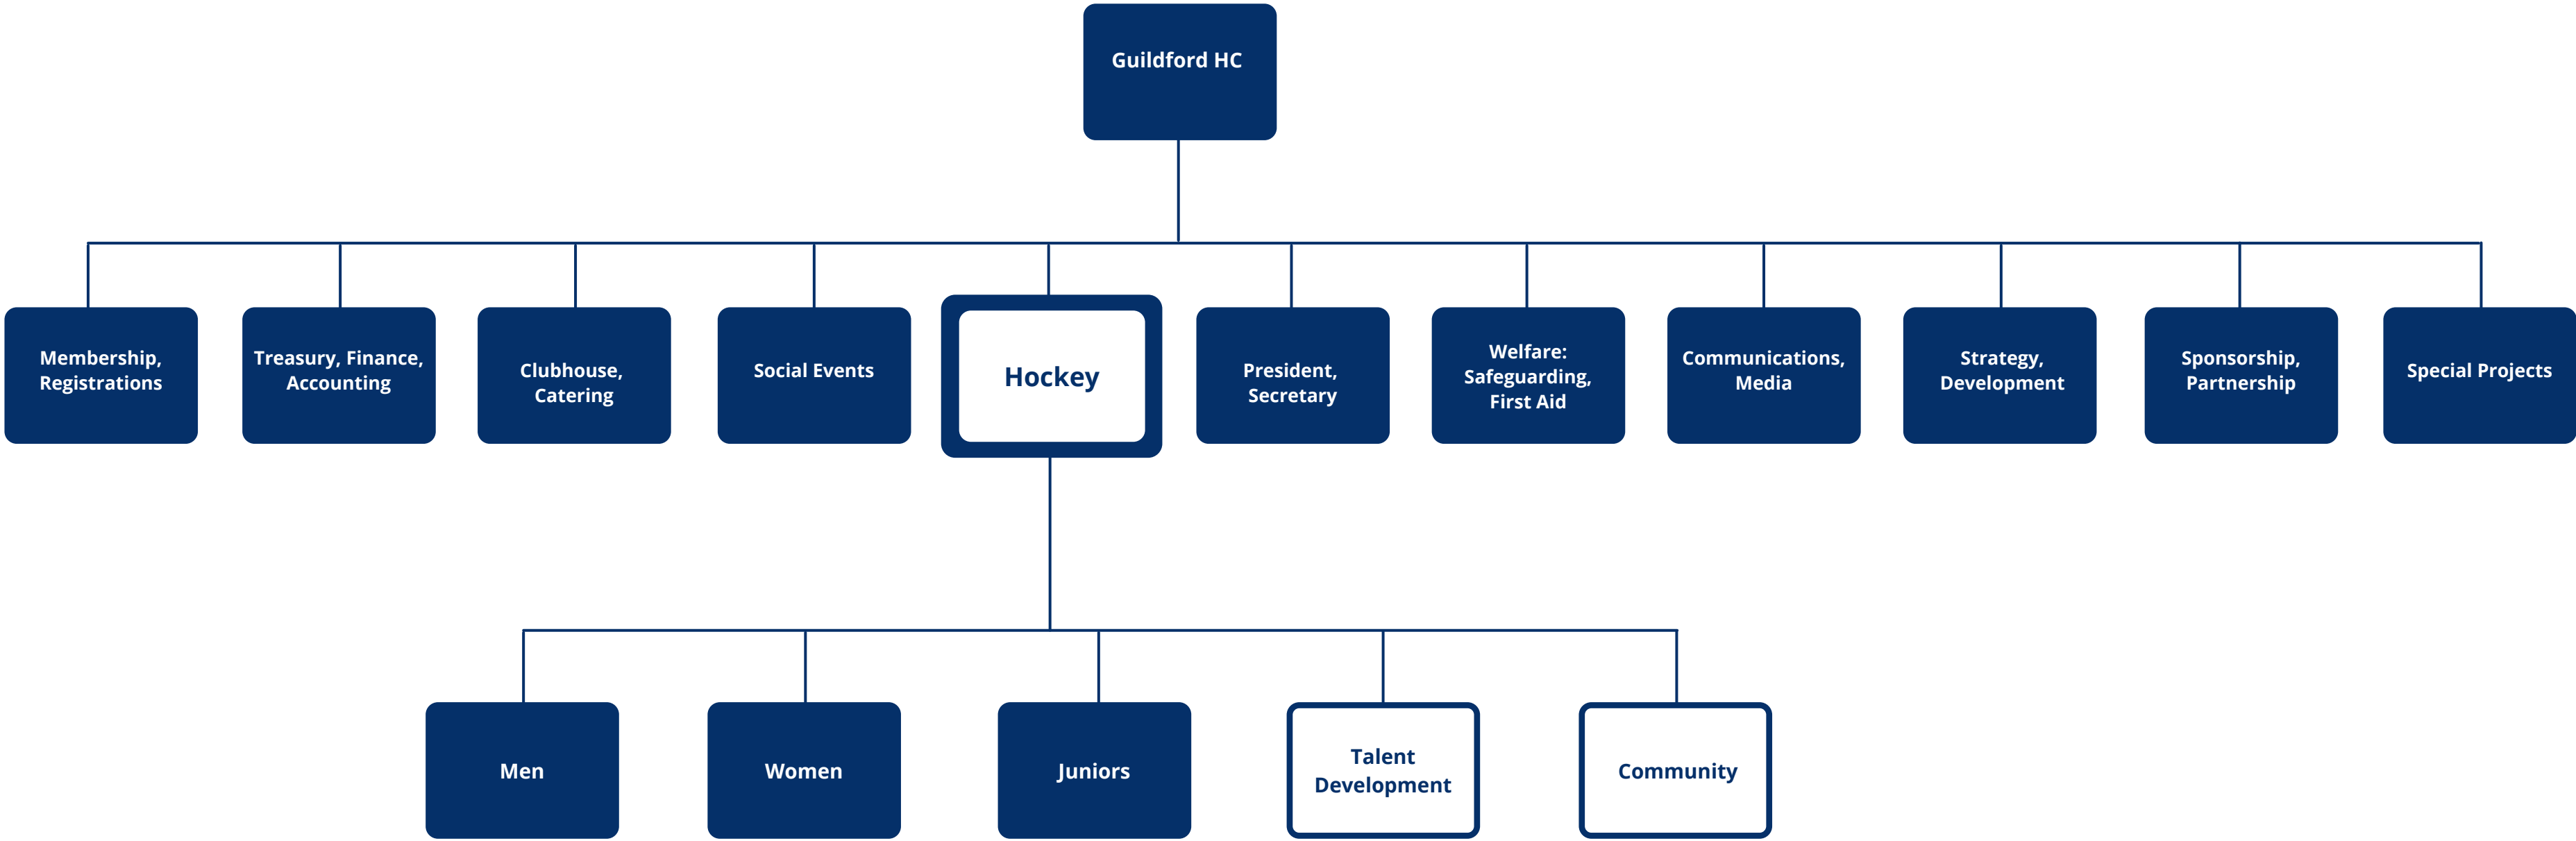 Guildford HC
Membership,
Registrations
Treasury, Finance,
Accounting
Clubhouse,
Catering
Social Events
Hockey
President,
Secretary
Welfare:
Safeguarding,
First Aid
Communications,
Media
Strategy,
Development
Sponsorship,
Partnership
Special Projects
Men
Women
Juniors
Talent
Development
Community